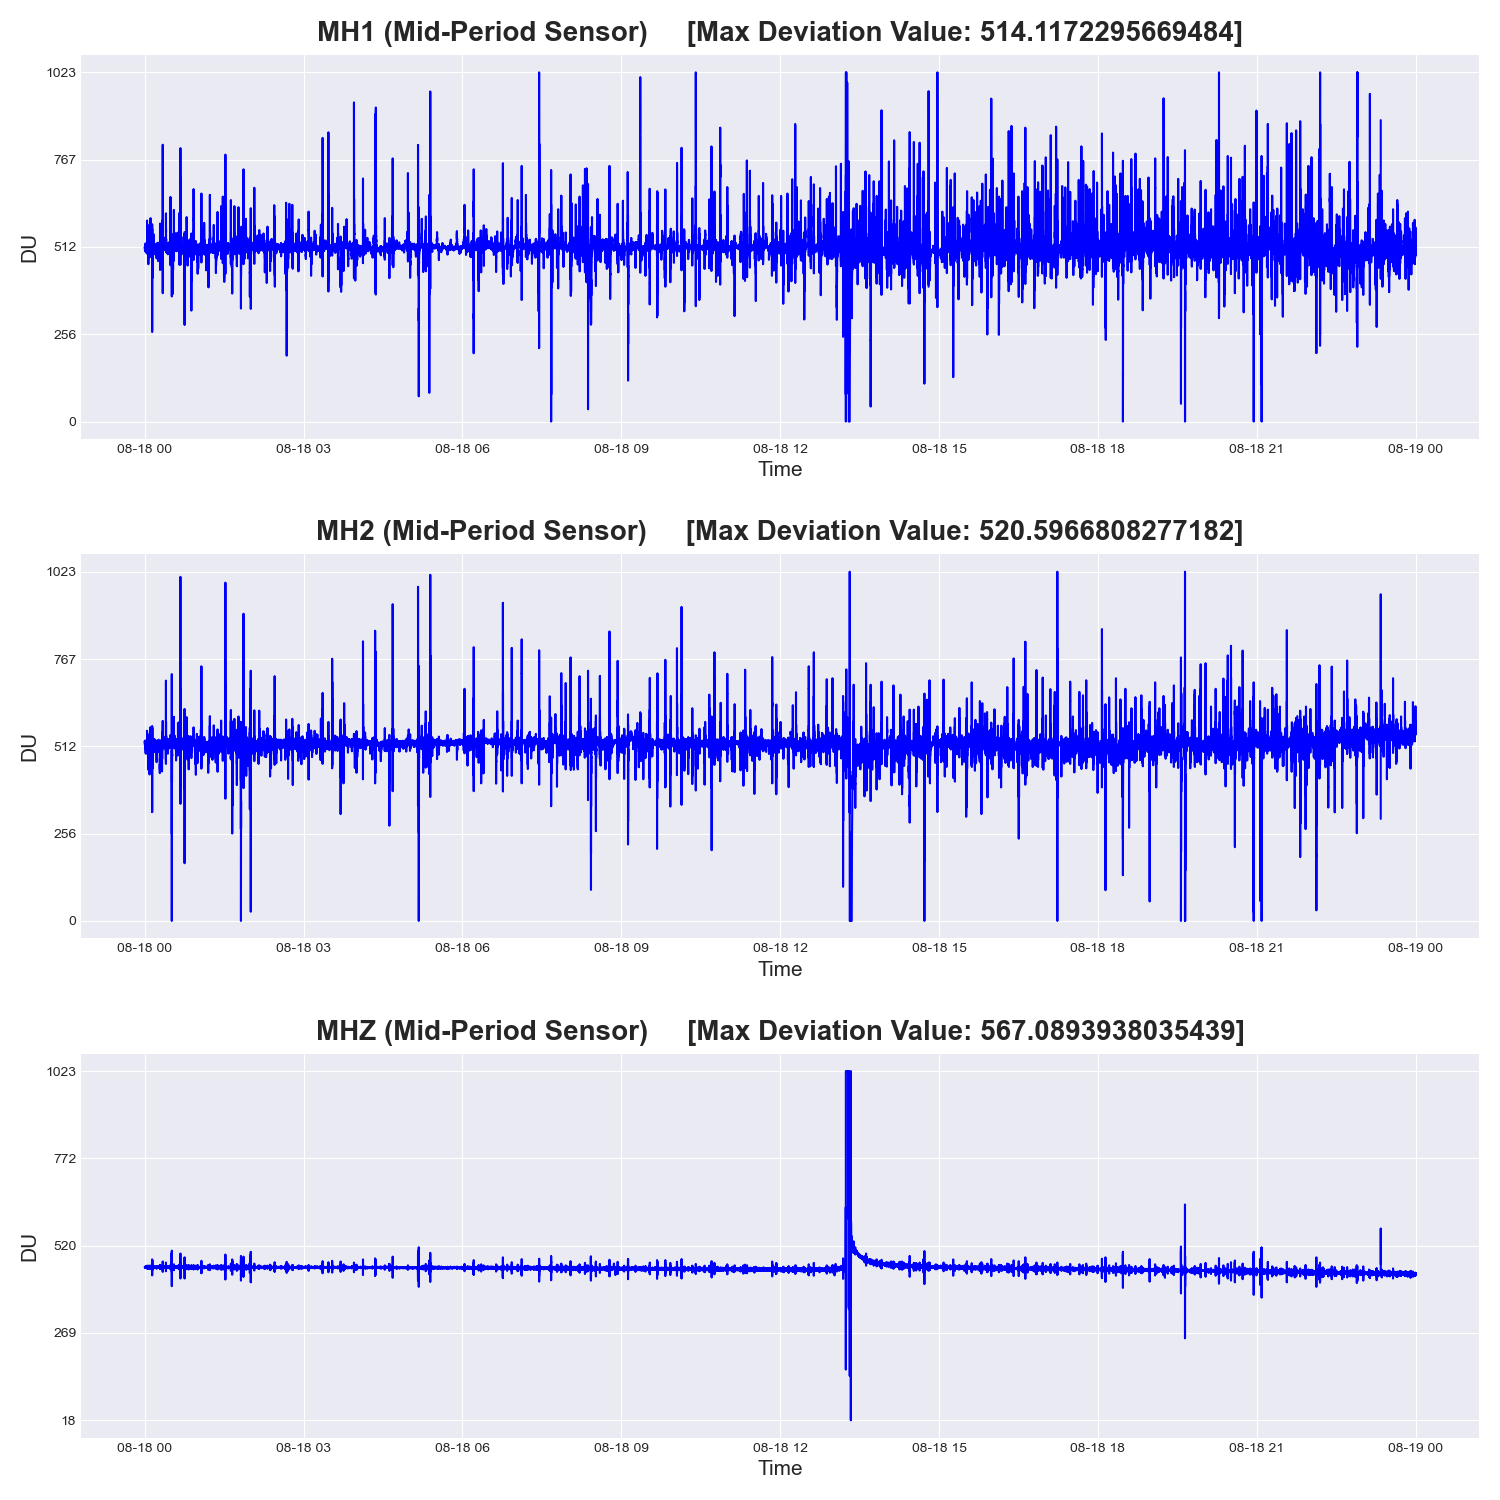 MH1 (Mid-Period Sensor) [Max Deviation Value: 514.1172295669484]
1023
767
512
256
0
DU
08-18 00 08-18 03 08-18 06 08-18 09 08-18 12 08-18 15 08-18 18 08-18 21 08-19 00
Time
MH2 (Mid-Period Sensor) [Max Deviation Value: 520.5966808277182]
1023
767
512
256
0
DU
08-18 00 08-18 03 08-18 06 08-18 09 08-18 12 08-18 15 08-18 18 08-18 21 08-19 00
Time
MHZ (Mid-Period Sensor) [Max Deviation Value: 567.0893938035439]
1023
772
520
269
18
DU
08-18 00 08-18 03 08-18 06 08-18 09 08-18 12 08-18 15 08-18 18 08-18 21 08-19 00
Time